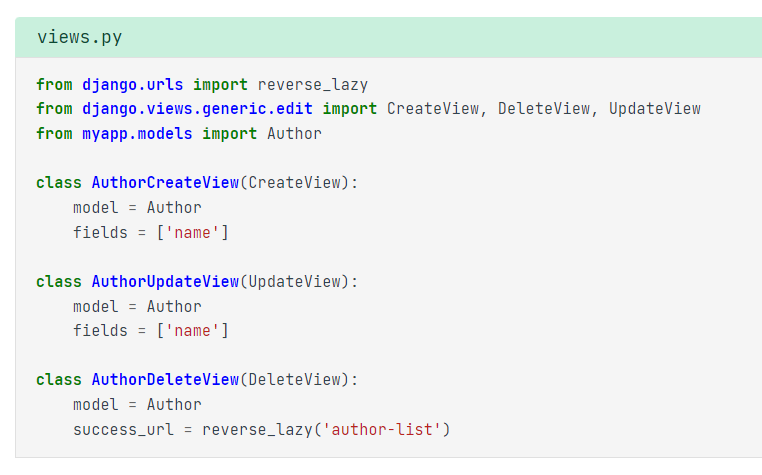 views.py
from django.urls import reverse_lazy
from django.views.generic.edit import CreateView, DeleteView, UpdateView
from myapp.models import Author
class AuthorCreateView(CreateView):
    model = Author
    fields = ['name']
class AuthorUpdateView(UpdateView):
    model = Author
    fields = ['name']
class AuthorDeleteView(DeleteView):
    model = Author
    success_url = reverse_lazy('author-list')